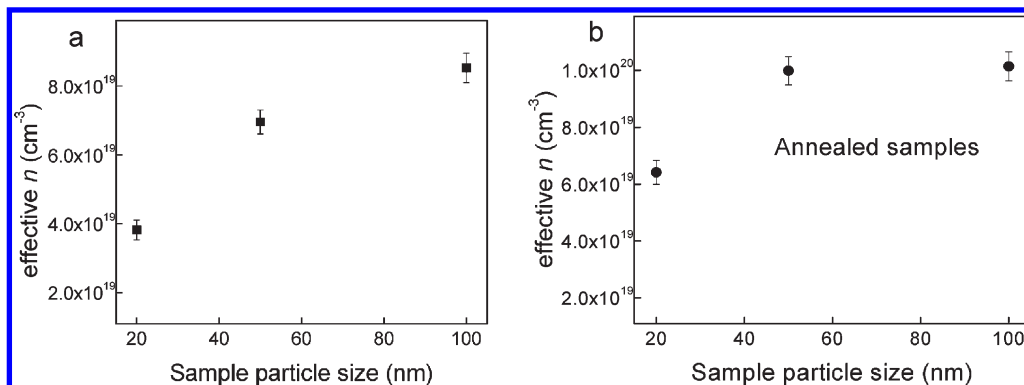 a
8.0x10^19
6.0x10^19
4.0x10^19
2.0x10^19
effective n (cm^-3)
20 40 60 80 100
Sample particle size (nm)
b
1.0x10^20
8.0x10^19
6.0x10^19
4.0x10^19
2.0x10^19
effective n (cm^-3)
Annealed samples
20 40 60 80 100
Sample particle size (nm)